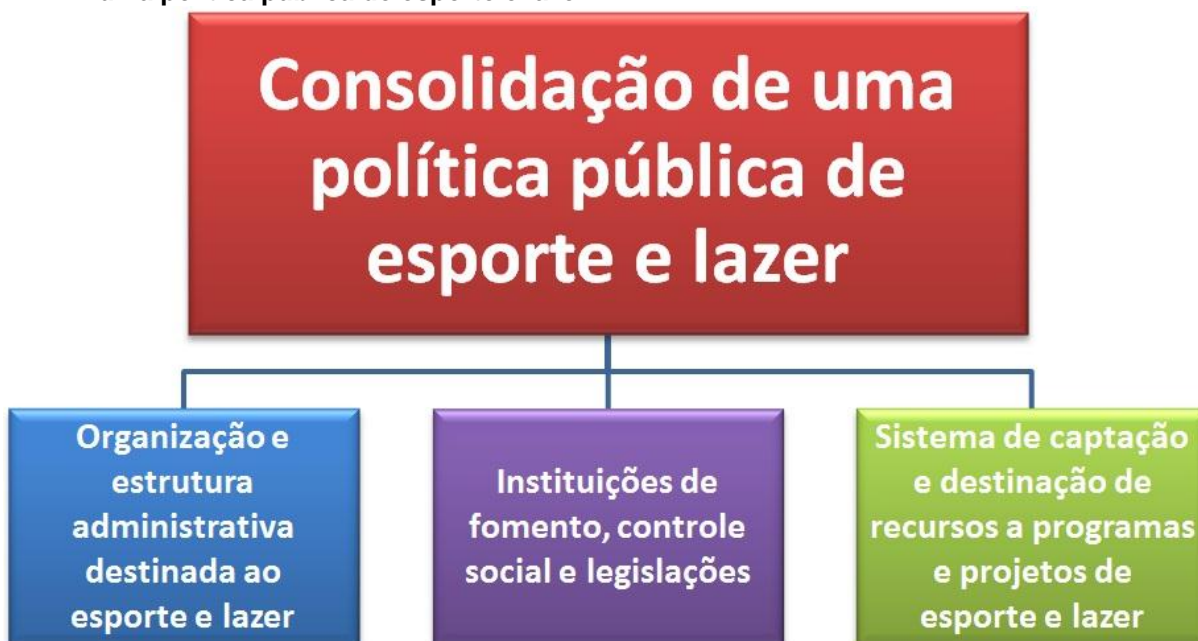 Consolidação de uma
política pública de
esporte e lazer
Organização e
estrutura
administrativa
destinada ao
esporte e lazer
Instituições de
fomento, controle
social e legislações
Sistema de captação
e destinação de
recursos a programas
e projetos de
esporte e lazer